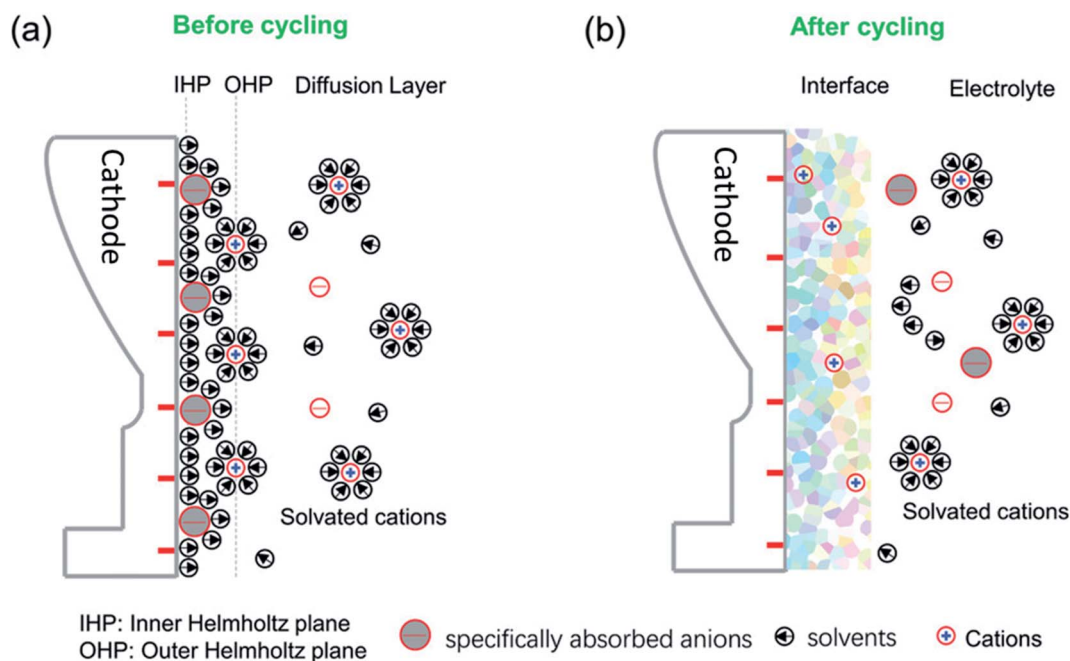 (a)
Before cycling
IHP OHP Diffusion Layer
Cathode
Solvated cations
(b)
After cycling
Interface Electrolyte
Cathode
Solvated cations
IHP: Inner Helmholtz plane
OHP: Outer Helmholtz plane
specifically absorbed anions
solvents
Cations